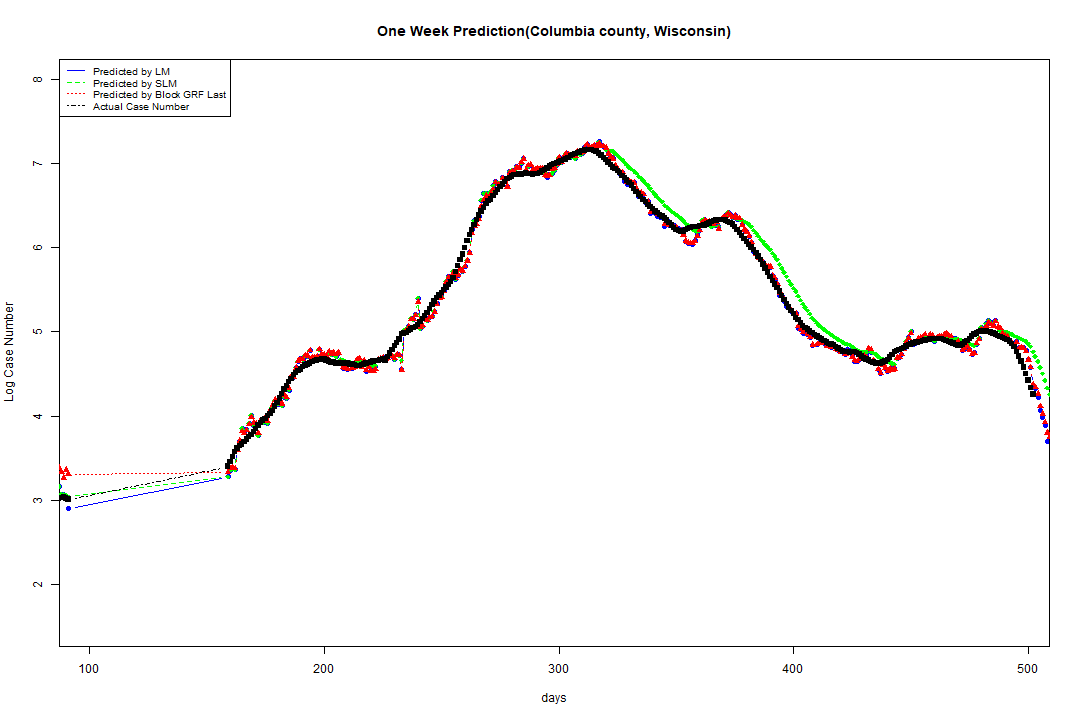 One Week Prediction(Columbia county, Wisconsin)
Predicted by LM
Predicted by SLM
Predicted by Block GRF Last
Actual Case Number
8
7
6
5
4
3
2
Log Case Number
100 200 300 400 500
days